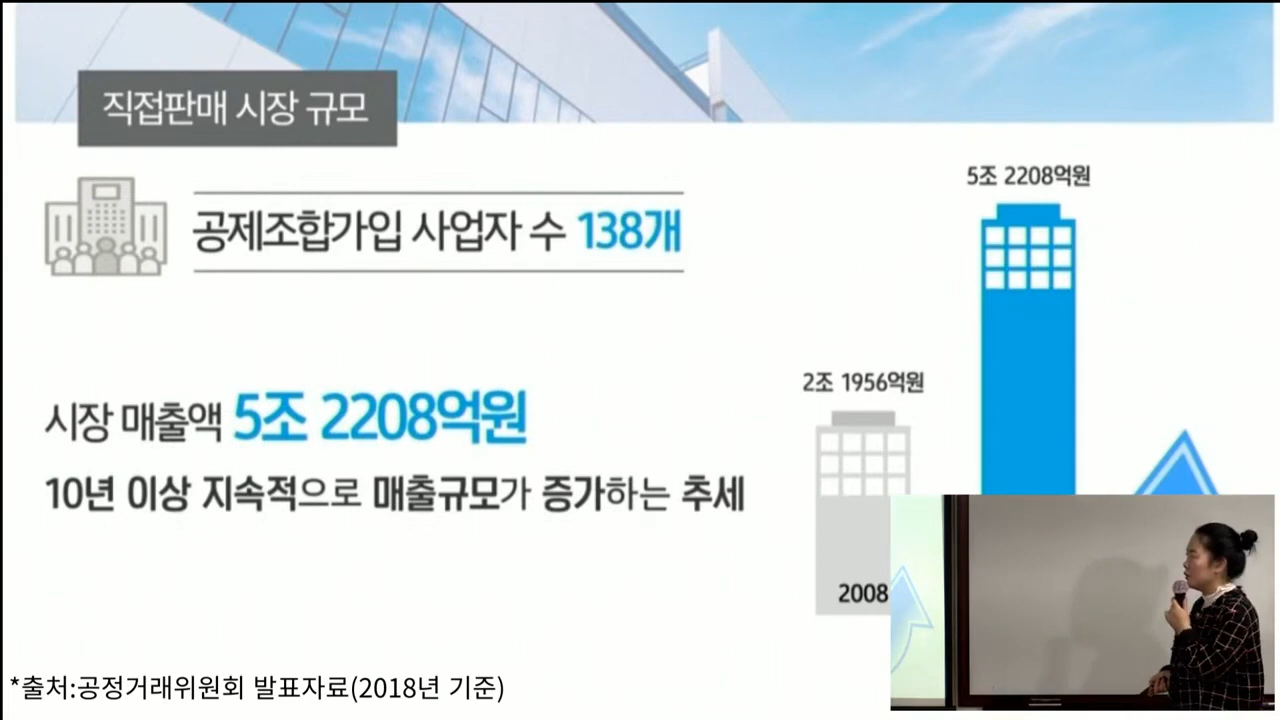 직접판매 시장 규모
공제조합가입 사업자 수 138개
시장 매출액 5조 2208억원
10년 이상 지속적으로 매출규모가 증가하는 추세
5조 2208억원
2조 1956억원
2008
*출처:공정거래위원회 발표자료(2018년 기준)